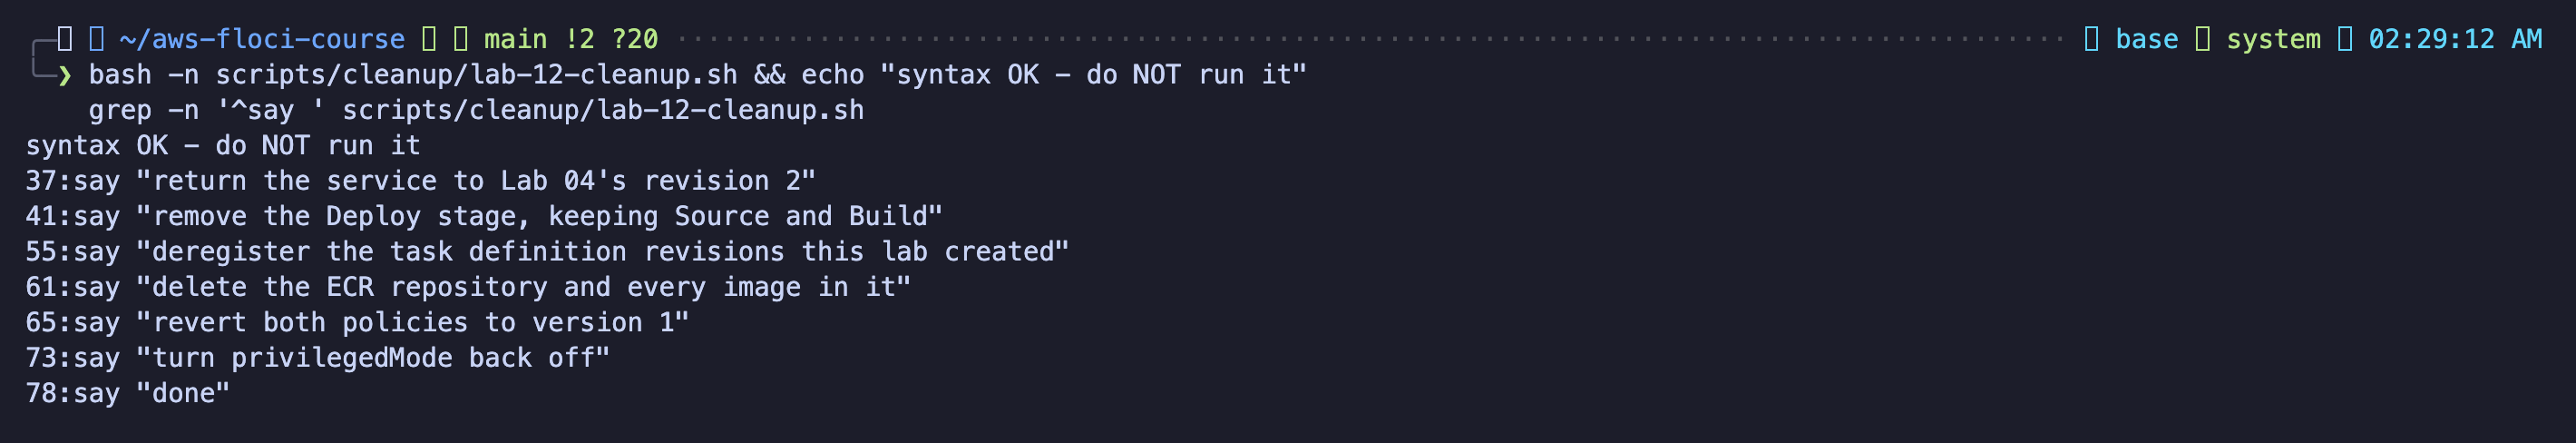 ~/aws-floci-course main !2 ?20 base system 02:29:12 AM
❯ bash -n scripts/cleanup/lab-12-cleanup.sh && echo "syntax OK - do NOT run it"
grep -n '^say ' scripts/cleanup/lab-12-cleanup.sh
syntax OK - do NOT run it
37:say "return the service to Lab 04's revision 2"
41:say "remove the Deploy stage, keeping Source and Build"
55:say "deregister the task definition revisions this lab created"
61:say "delete the ECR repository and every image in it"
65:say "revert both policies to version 1"
73:say "turn privilegedMode back off"
78:say "done"